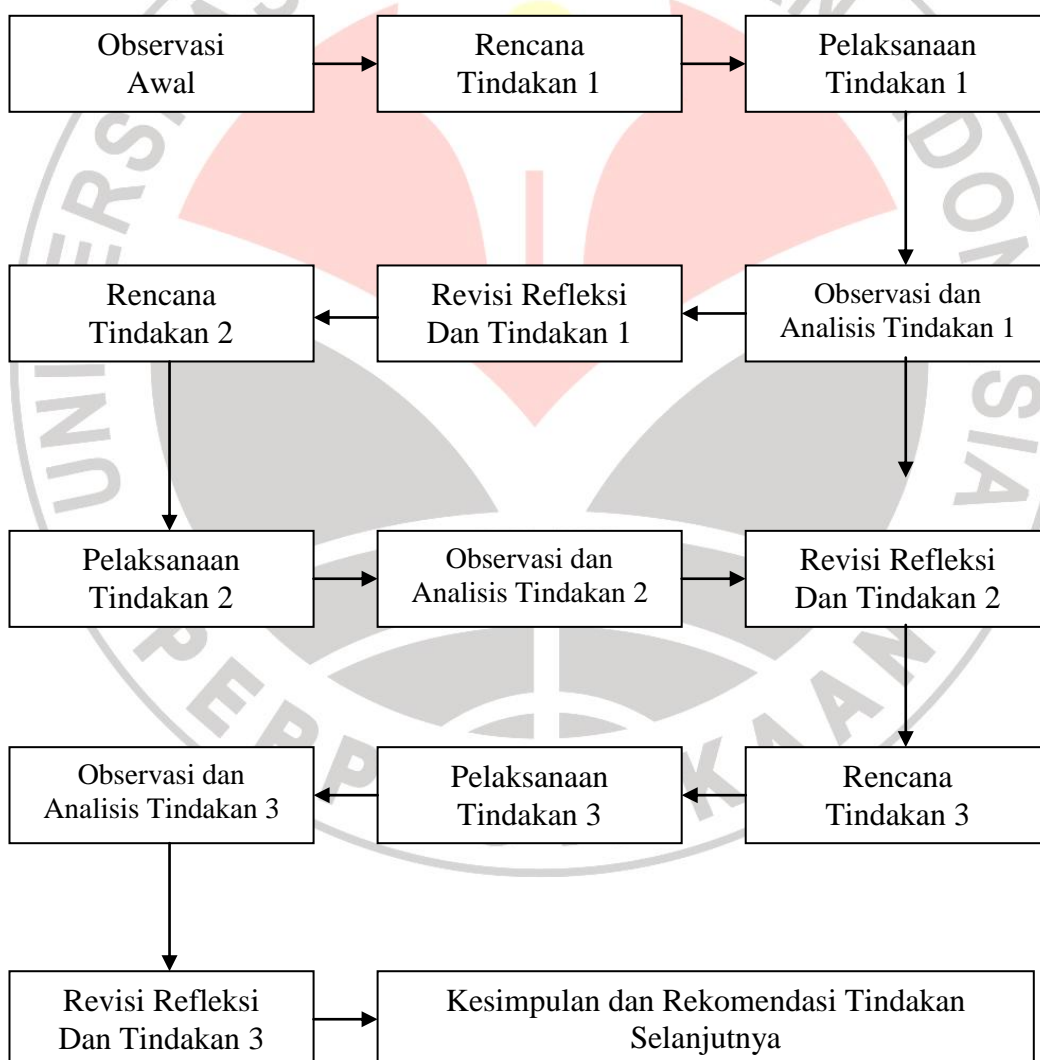 Observasi
Awal
Rencana
Tindakan 1
Pelaksanaan
Tindakan 1
Observasi dan
Analisis Tindakan 1
Revisi Refleksi
Dan Tindakan 1
Rencana
Tindakan 2
Pelaksanaan
Tindakan 2
Observasi dan
Analisis Tindakan 2
Revisi Refleksi
Dan Tindakan 2
Rencana
Tindakan 3
Pelaksanaan
Tindakan 3
Observasi dan
Analisis Tindakan 3
Revisi Refleksi
Dan Tindakan 3
Kesimpulan dan Rekomendasi Tindakan
Selanjutnya